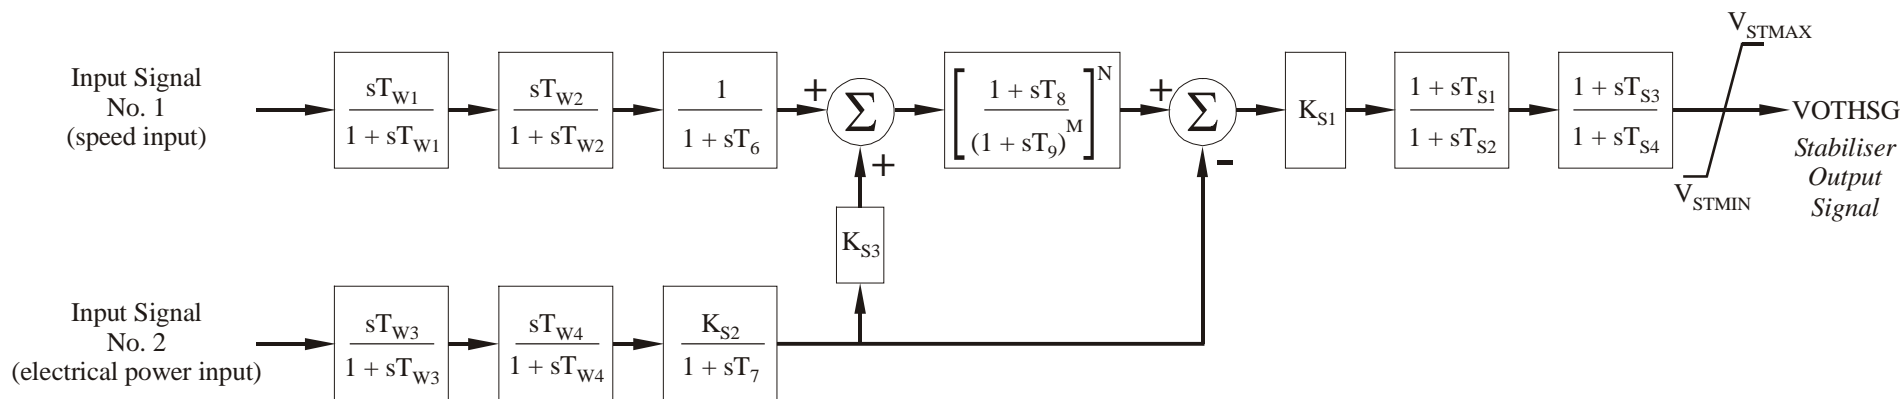 Input Signal
No. 1
(speed input)
sT_W1
1 + sT_W1
sT_W2
1 + sT_W2
1
1 + sT_6
+
Σ
+
K_S3
[ 1 + sT_8 ]^N
(1 + sT_9)^M
+
Σ
-
K_S1
1 + sT_S1
1 + sT_S2
1 + sT_S3
1 + sT_S4
V_STMAX
V_STMIN
VOTHSG
Stabiliser
Output
Signal
Input Signal
No. 2
(electrical power input)
sT_W3
1 + sT_W3
sT_W4
1 + sT_W4
K_S2
1 + sT_7